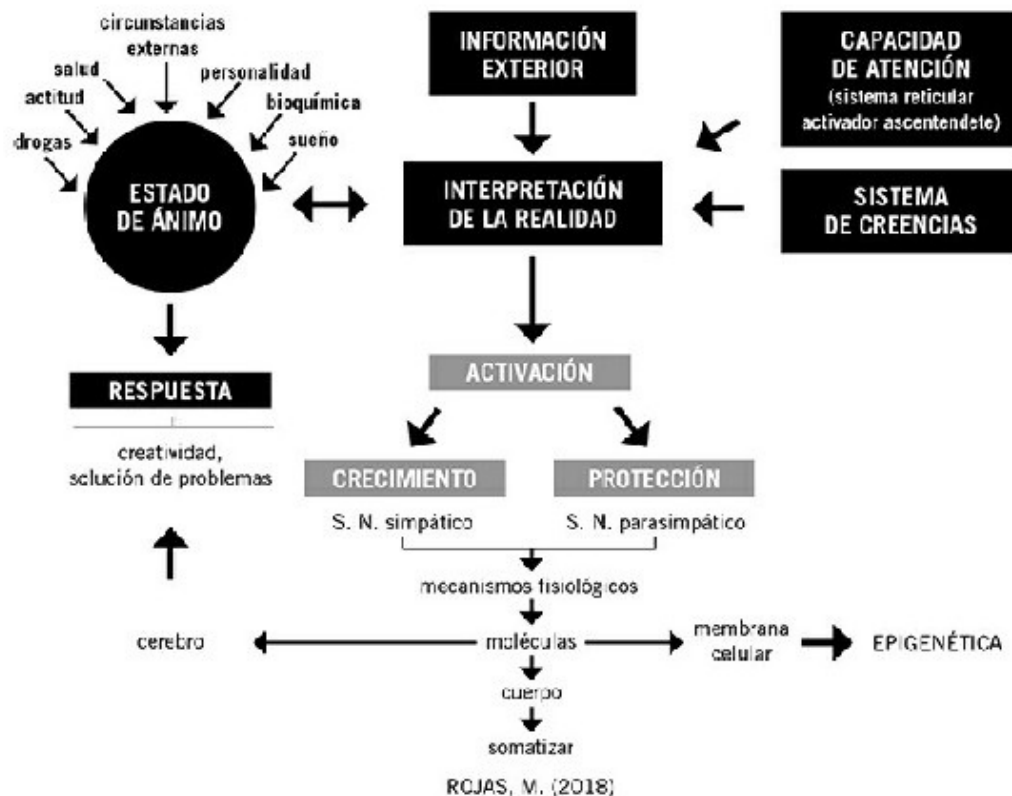 circunstancias
externas
salud
personalidad
actitud
bioquímica
drogas
sueño
ESTADO
DE ÁNIMO
INFORMACIÓN
EXTERIOR
CAPACIDAD
DE ATENCIÓN
(sistema reticular
activador ascentendete)
INTERPRETACIÓN
DE LA REALIDAD
SISTEMA
DE CREENCIAS
RESPUESTA
creatividad,
solución de problemas
ACTIVACIÓN
CRECIMIENTO
PROTECCIÓN
S. N. simpático
S. N. parasimpático
mecanismos fisiológicos
cerebro
moléculas
membrana
celular
EPIGENÉTICA
cuerpo
somatizar
ROJAS, M. (2018)